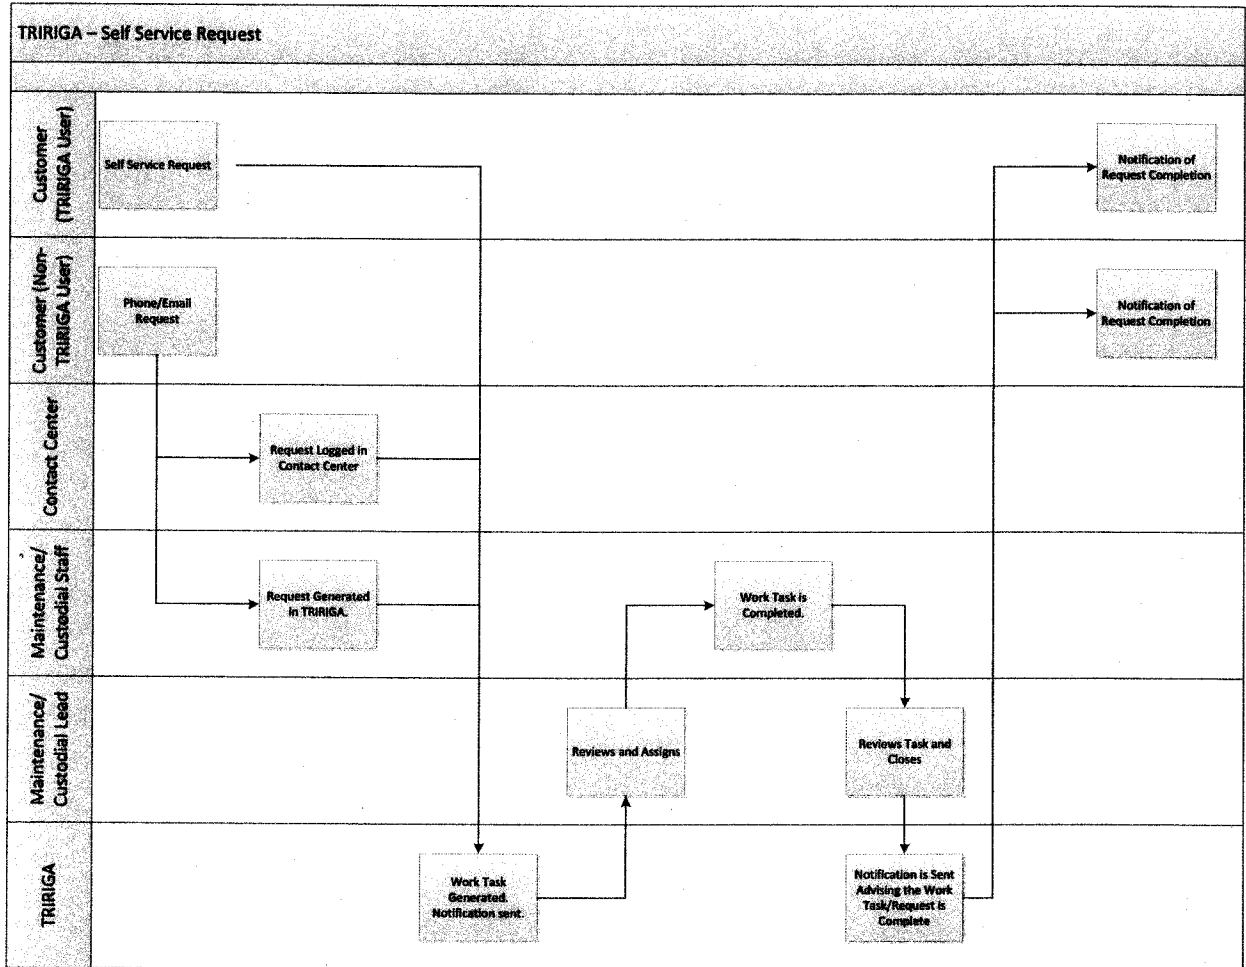 TRIRIGA – Self Service Request
Customer
(TRIRIGA User)
Self Service Request
Notification of
Request Completion
Customer (Non-
TRIRIGA User)
Phone/Email
Request
Notification of
Request Completion
Contact Center
Request Logged in
Contact Center
Maintenance/
Custodial Staff
Request Generated
in TRIRIGA.
Work Task is
Completed.
Maintenance/
Custodial Lead
Reviews and Assigns
Reviews Task and
Closes
TRIRIGA
Work Task
Generated.
Notification sent.
Notification is Sent
Advising the Work
Task/Request is
Complete